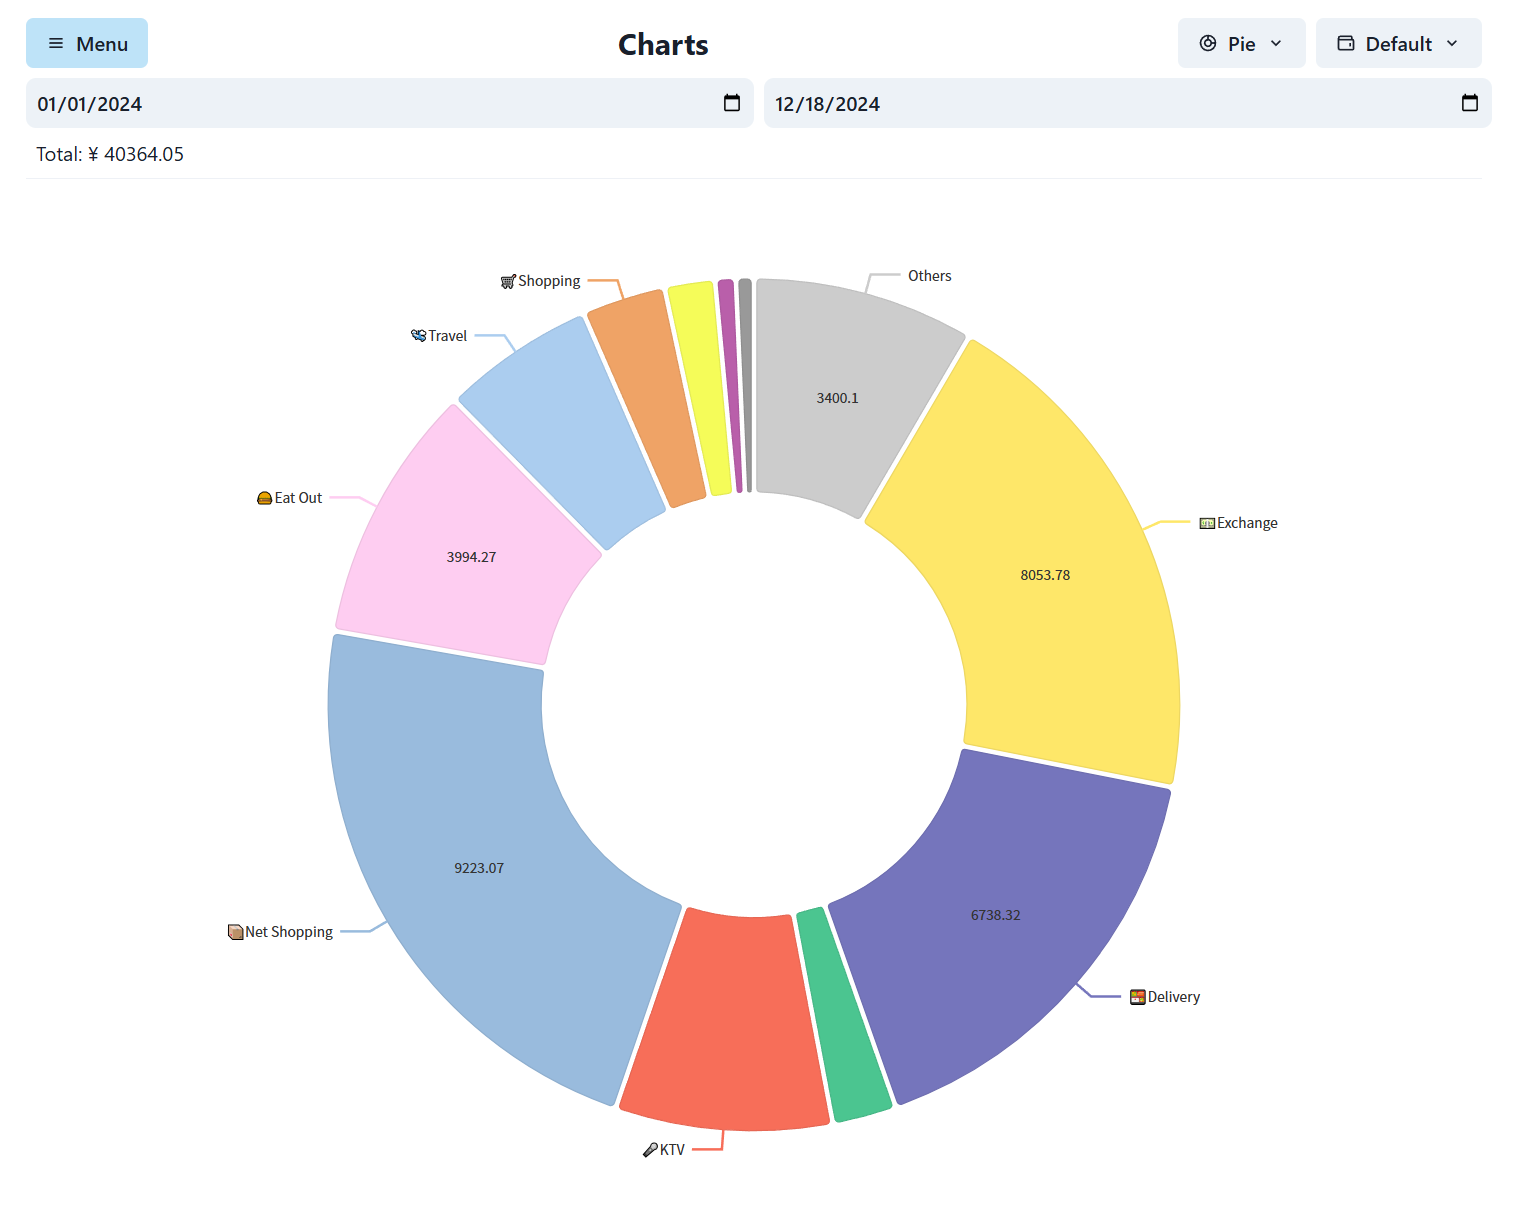 Menu
Charts
Pie
Default
01/01/2024
12/18/2024
Total: ¥ 40364.05
Others
Shopping
Travel
3400.1
Eat Out
Exchange
3994.27
8053.78
9223.07
6738.32
Net Shopping
Delivery
KTV